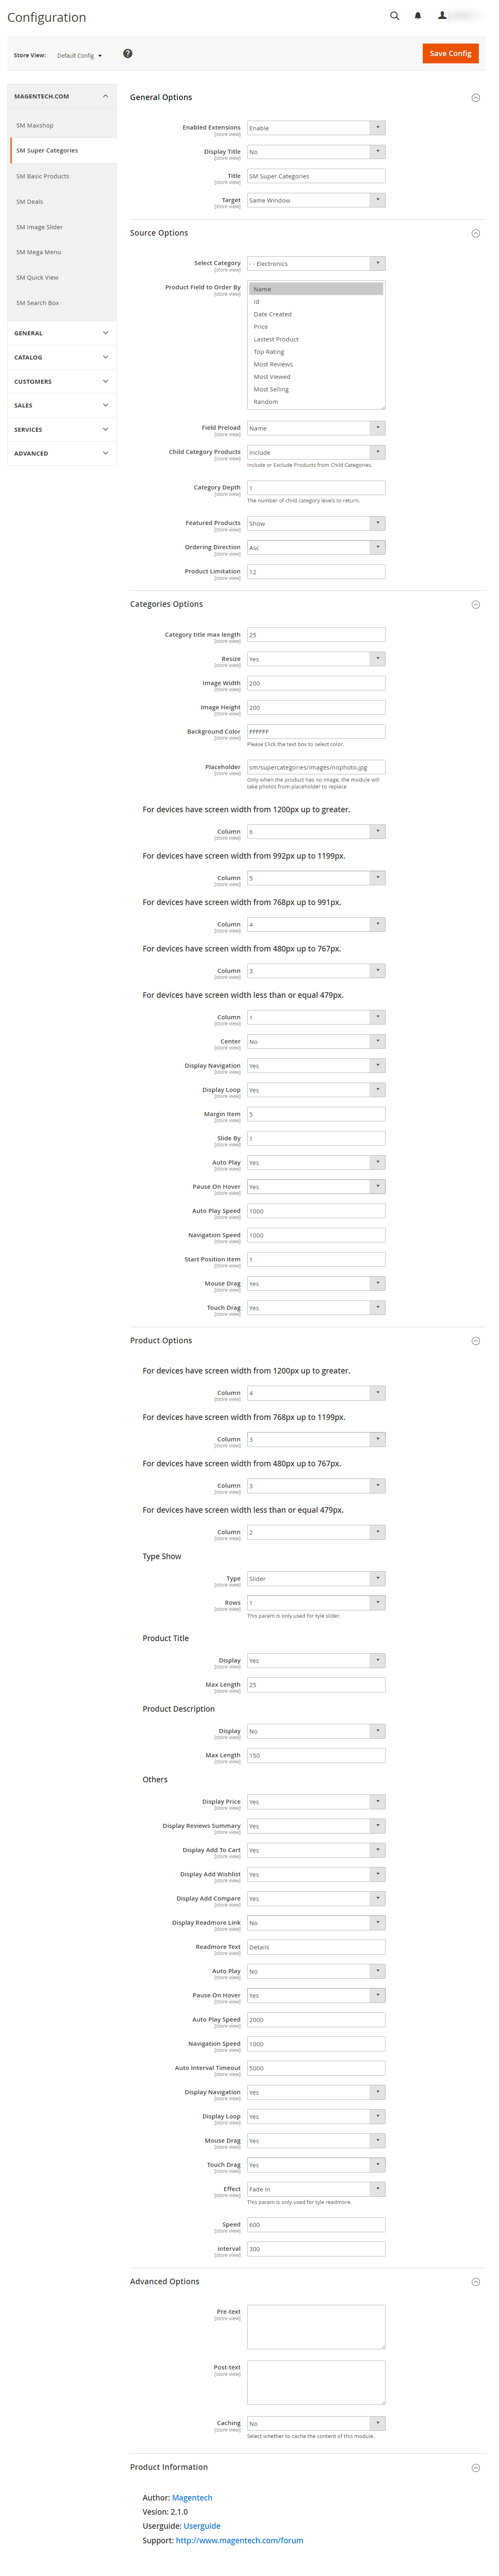 Configuration
Store View: Default Config
Save Config
MAGENTECH.COM
SM Maxshop
SM Super Categories
SM Basic Products
SM Deals
SM Image Slider
SM Mega Menu
SM Quick View
SM Search Box
GENERAL
CATALOG
CUSTOMERS
SALES
SERVICES
ADVANCED
General Options
Enabled Extensions Enable
[store view]
Display Title No
[store view]
Title SM Super Categories
[store view]
Target Same Window
[store view]
Source Options
Select Category - - Electronics
[store view]
Product Field to Order By Name
[store view]
id
Date Created
Price
Lastest Product
Top Rating
Most Reviews
Most Viewed
Most Selling
Random
Field Preload Name
[store view]
Child Category Products Include
[store view]
Include or Exclude Products from Child Categories.
Category Depth 1
[store view]
The number of child category levels to return.
Featured Products Show
[store view]
Ordering Direction Asc
[store view]
Product Limitation 12
[store view]
Categories Options
Category title max length 25
[store view]
Resize Yes
[store view]
Image Width 200
[store view]
Image Height 200
[store view]
Background Color FFFFFF
[store view]
Please Click the text box to select color.
Placeholder sm/supercategories/images/nophoto.jpg
[store view]
Only when the product has no image, the module will
take photos from placeholder to replace
For devices have screen width from 1200px up to greater.
Column 6
[store view]
For devices have screen width from 992px up to 1199px.
Column 5
[store view]
For devices have screen width from 768px up to 991px.
Column 4
[store view]
For devices have screen width from 480px up to 767px.
Column 3
[store view]
For devices have screen width less than or equal 479px.
Column 1
[store view]
Center No
[store view]
Display Navigation Yes
[store view]
Display Loop Yes
[store view]
Margin Item 5
[store view]
Slide By 1
[store view]
Auto Play Yes
[store view]
Pause On Hover Yes
[store view]
Auto Play Speed 1000
[store view]
Navigation Speed 1000
[store view]
Start Position Item 1
[store view]
Mouse Drag Yes
[store view]
Touch Drag Yes
[store view]
Product Options
For devices have screen width from 1200px up to greater.
Column 4
[store view]
For devices have screen width from 768px up to 1199px.
Column 3
[store view]
For devices have screen width from 480px up to 767px.
Column 3
[store view]
For devices have screen width less than or equal 479px.
Column 2
[store view]
Type Show
Type Slider
[store view]
Rows 1
[store view]
This param is only used for tyle slider.
Product Title
Display Yes
[store view]
Max Length 25
[store view]
Product Description
Display No
[store view]
Max Length 150
[store view]
Others
Display Price Yes
[store view]
Display Reviews Summary Yes
[store view]
Display Add To Cart Yes
[store view]
Display Add Wishlist Yes
[store view]
Display Add Compare Yes
[store view]
Display Readmore Link No
[store view]
Readmore Text Details
[store view]
Auto Play No
[store view]
Pause On Hover Yes
[store view]
Auto Play Speed 2000
[store view]
Navigation Speed 1000
[store view]
Auto Interval Timeout 5000
[store view]
Display Navigation Yes
[store view]
Display Loop Yes
[store view]
Mouse Drag Yes
[store view]
Touch Drag Yes
[store view]
Effect Fade In
[store view]
This param is only used for tyle readmore.
Speed 600
[store view]
interval 300
[store view]
Advanced Options
Pre-text
[store view]
Post-text
[store view]
Caching No
[store view]
Select whether to cache the content of this module.
Product Information
Author: Magentech
Vesion: 2.1.0
Userguide: Userguide
Support: http://www.magentech.com/forum